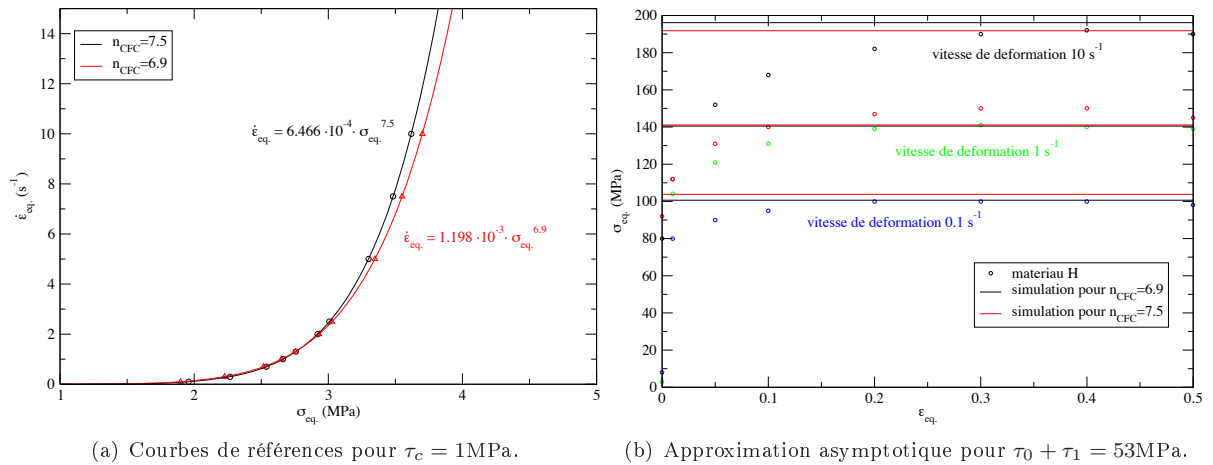 14
12
10
8
6
4
2
0
1
2
3
4
5
ε̇eq. (s⁻¹)
σeq. (MPa)
nCFC=7.5
nCFC=6.9
ε̇eq. = 6.466 ·10⁻⁴· σeq.^7.5
ε̇eq. = 1.198 ·10⁻³· σeq.^6.9
(a) Courbes de références pour τc = 1MPa.
200
180
160
140
120
100
80
60
40
20
0
0
0.1
0.2
0.3
0.4
0.5
σeq. (MPa)
εeq.
vitesse de deformation 10 s⁻¹
vitesse de deformation 1 s⁻¹
vitesse de deformation 0.1 s⁻¹
materiau H
simulation pour nCFC=6.9
simulation pour nCFC=7.5
(b) Approximation asymptotique pour τ0 + τ1 = 53MPa.